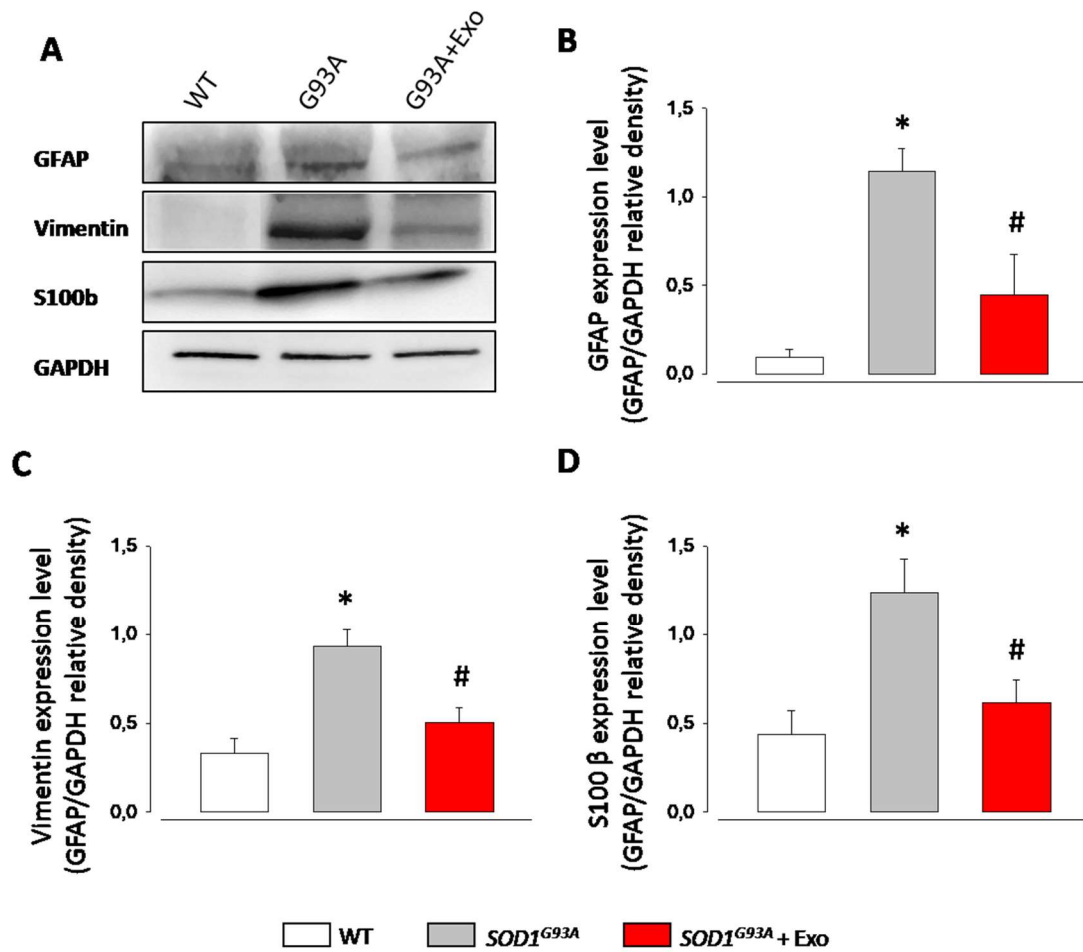 A
WT
G93A
G93A+Exo
GFAP
Vimentin
S100b
GAPDH
B
GFAP expression level
(GFAP/GAPDH relative density)
1,5
1,0
0,5
0,0
*
#
C
Vimentin expression level
(GFAP/GAPDH relative density)
1,5
1,0
0,5
0,0
*
#
D
S100 β expression level
(GFAP/GAPDH relative density)
1,5
1,0
0,5
0,0
*
#
WT
SOD1G93A
SOD1G93A + Exo